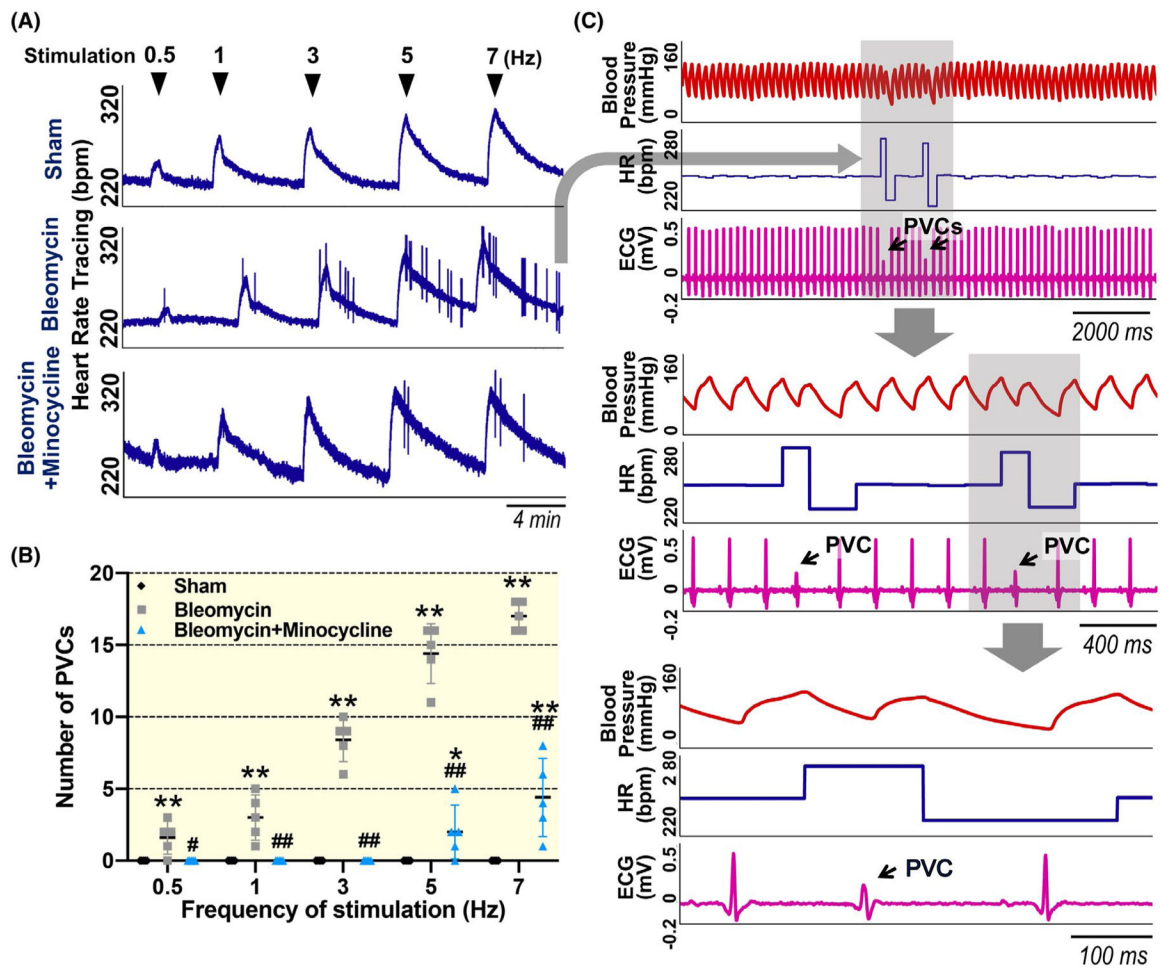 (A)
Stimulation 0.5 1 3 5 7 (Hz)
Sham
Bleomycin
Bleomycin
+Minocycline
Heart Rate Tracing (bpm)
320
220
320
220
320
220
4 min
(B)
Number of PVCs
20
15
10
5
0
Sham
Bleomycin
Bleomycin+Minocycline
**
#
**
##
**
##
**
*
##
**
**
##
0.5 1 3 5 7
Frequency of stimulation (Hz)
(C)
Blood
Pressure
(mmHg)
160
0
HR
(bpm)
280
220
PVCs
ECG
(mV)
0.5
0
-0.2
2000 ms
Blood
Pressure
(mmHg)
160
0
HR
(bpm)
280
220
PVC
PVC
ECG
(mV)
0.5
0
-0.2
400 ms
Blood
Pressure
(mmHg)
160
0
HR
(bpm)
280
220
PVC
ECG
(mV)
0.5
0
-0.2
100 ms